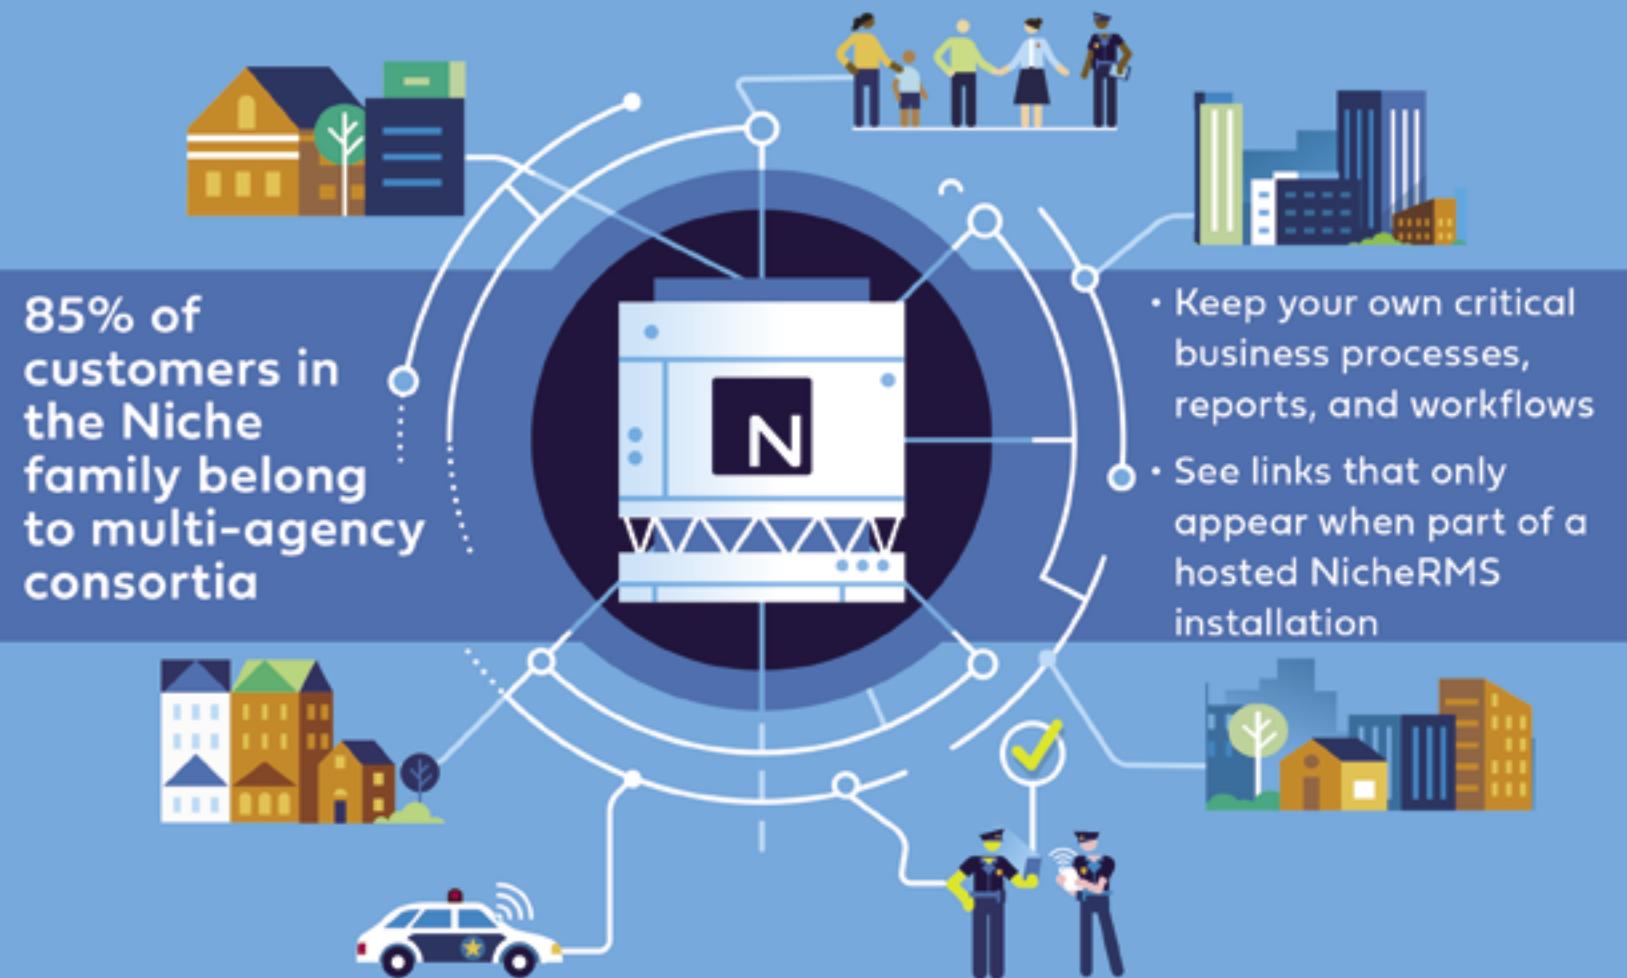 85% of
customers in
the Niche
family belong
to multi-agency
consortia
N
• Keep your own critical
business processes,
reports, and workflows
• See links that only
appear when part of a
hosted NicheRMS
installation